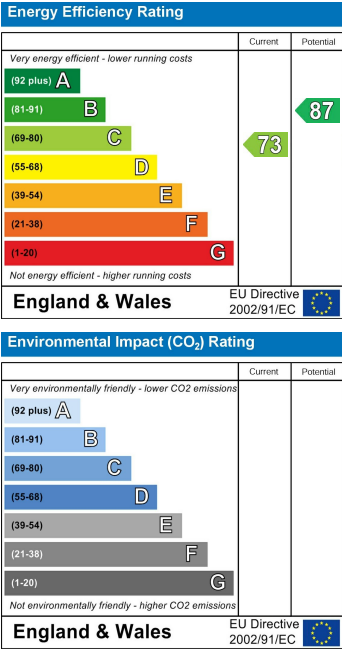 Energy Efficiency Rating
Current Potential
Very energy efficient - lower running costs
(92 plus) A
(81-91) B 87
(69-80) C 73
(55-68) D
(39-54) E
(21-38) F
(1-20) G
Not energy efficient - higher running costs
England & Wales EU Directive
2002/91/EC
Environmental Impact (CO₂) Rating
Current Potential
Very environmentally friendly - lower CO2 emissions
(92 plus) A
(81-91) B
(69-80) C
(55-68) D
(39-54) E
(21-38) F
(1-20) G
Not environmentally friendly - higher CO2 emissions
England & Wales EU Directive
2002/91/EC